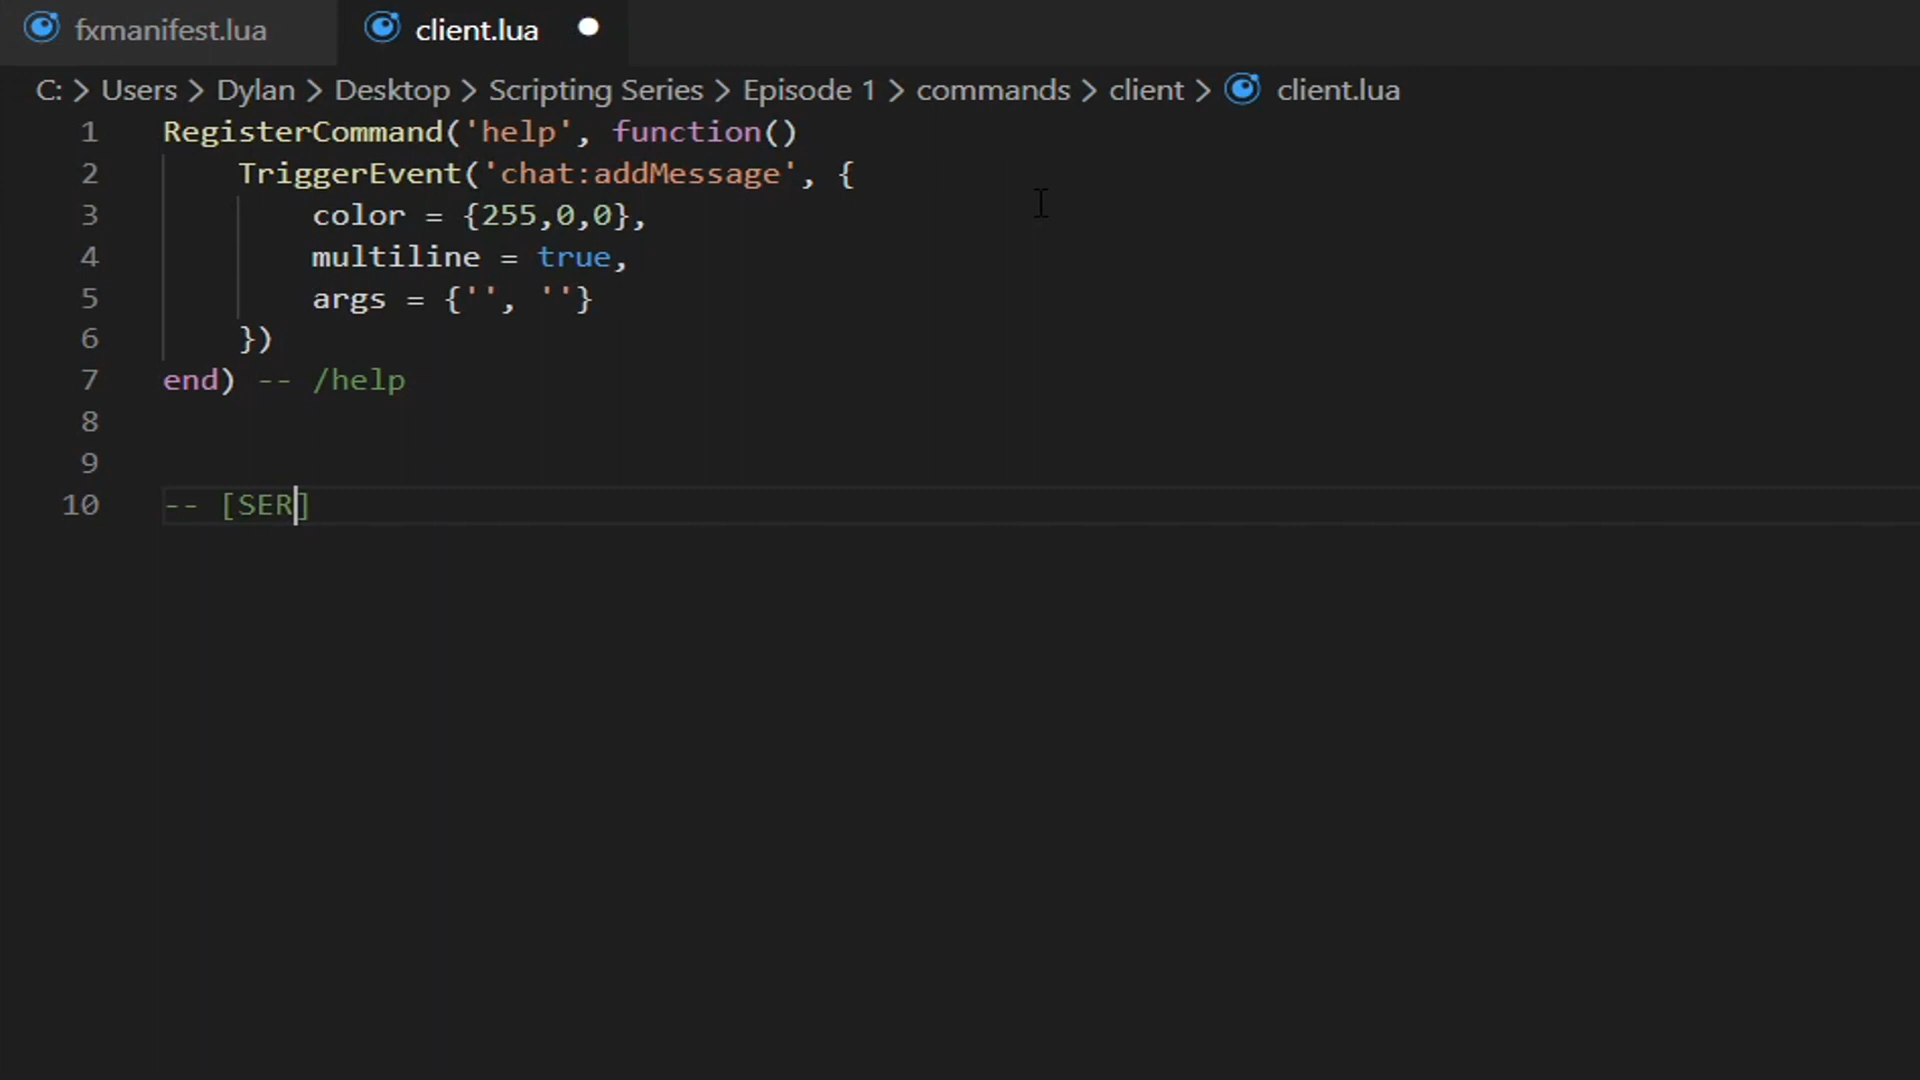 fxmanifest.lua client.lua
C: > Users > Dylan > Desktop > Scripting Series > Episode 1 > commands > client > client.lua
1 RegisterCommand('help', function()
2 TriggerEvent('chat:addMessage', {
3 color = {255,0,0},
4 multiline = true,
5 args = {'', ''}
6 })
7 end) -- /help
8
9
10 -- [SER]